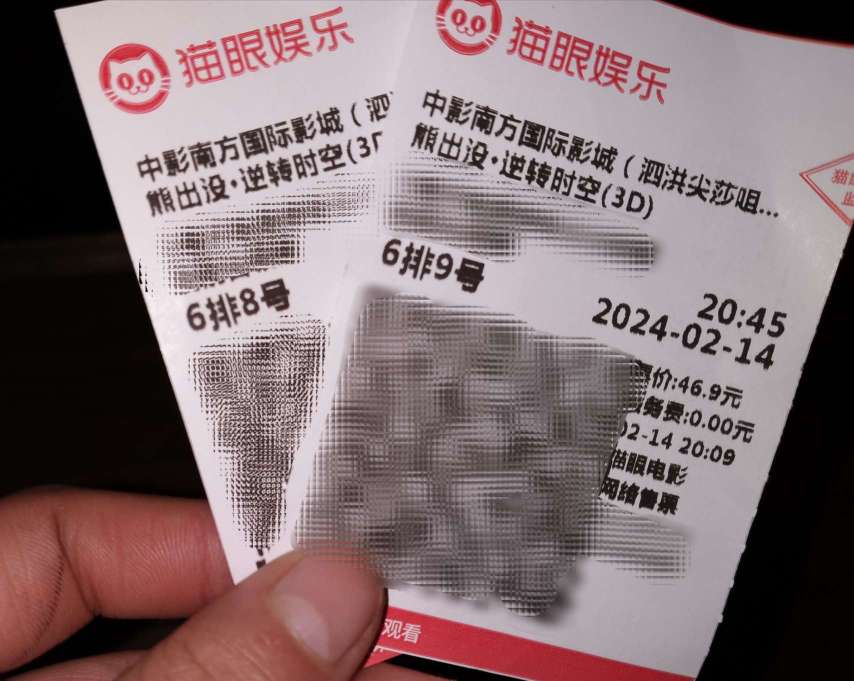 猫眼娱乐
中影南方国际影城（泗
熊出没·逆转时空(3
6排8号
猫眼娱乐
中影南方国际影城（泗洪尖莎咀...
熊出没·逆转时空(3D)
6排9号
20:45
2024-02-14
价:46.9元
务费:0.00元
02-14 20:09
猫眼电影
网络售票
观看